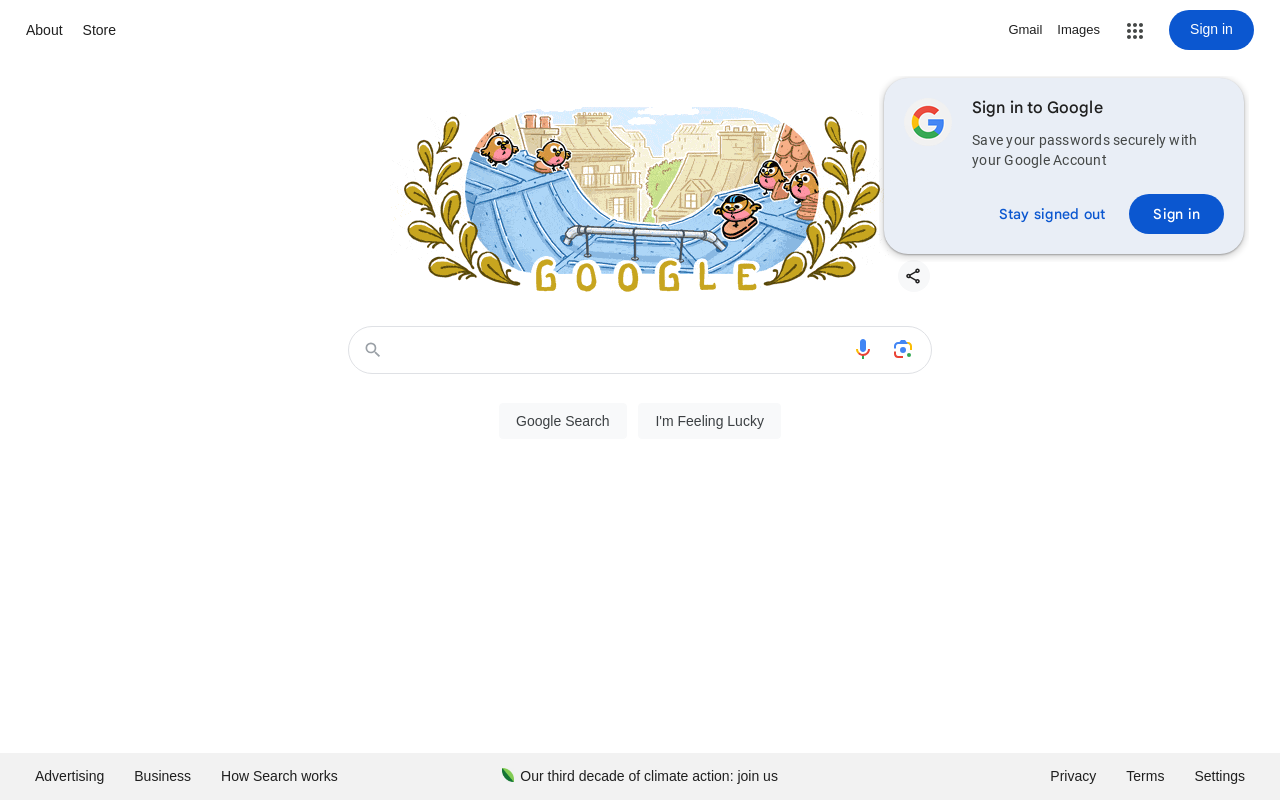 About
Store
Gmail
Images
Sign in
Sign in to Google
Save your passwords securely with
your Google Account
Stay signed out
Sign in
GOOGLE
Google Search
I'm Feeling Lucky
Advertising
Business
How Search works
Our third decade of climate action: join us
Privacy
Terms
Settings